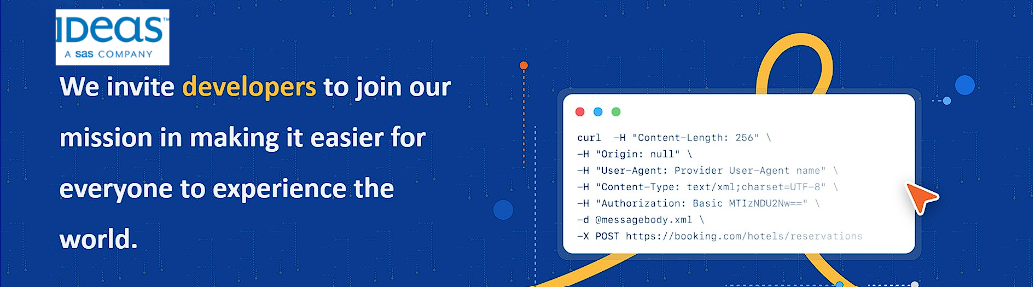 IDeaS™
A sas COMPANY
We invite developers to join our
mission in making it easier for
everyone to experience the
world.
curl -H "Content-Length: 256" \
-H "Origin: null" \
-H "User-Agent: Provider User-Agent name" \
-H "Content-Type: text/xml;charset=UTF-8" \
-H "Authorization: Basic MTIzNDU2Nw==" \
-d @messagebody.xml \
-X POST https://booking.com/hotels/reservations